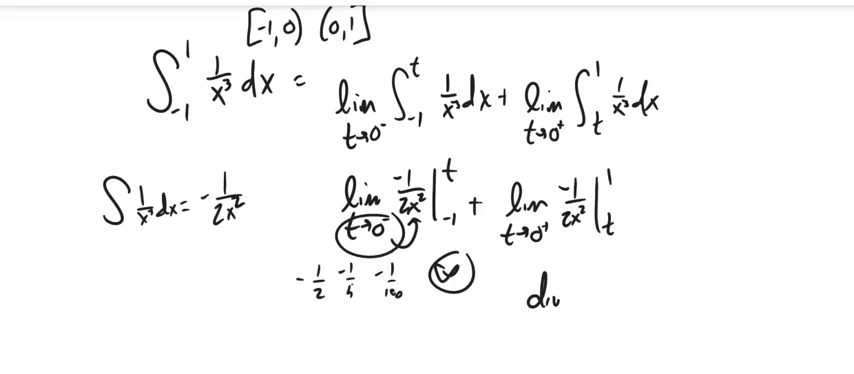 [-1,0) (0,1]
∫_{-1}^{1} 1/x³ dx = lim_{t→0⁻} ∫_{-1}^{t} 1/x³ dx + lim_{t→0⁺} ∫_{t}^{1} 1/x³ dx
∫ 1/x³ dx = -1/2x² lim_{t→0⁻} -1/2x² |_{-1}^{t} + lim_{t→0⁺} -1/2x² |_{t}^{1}
-1/2 -1/100 div